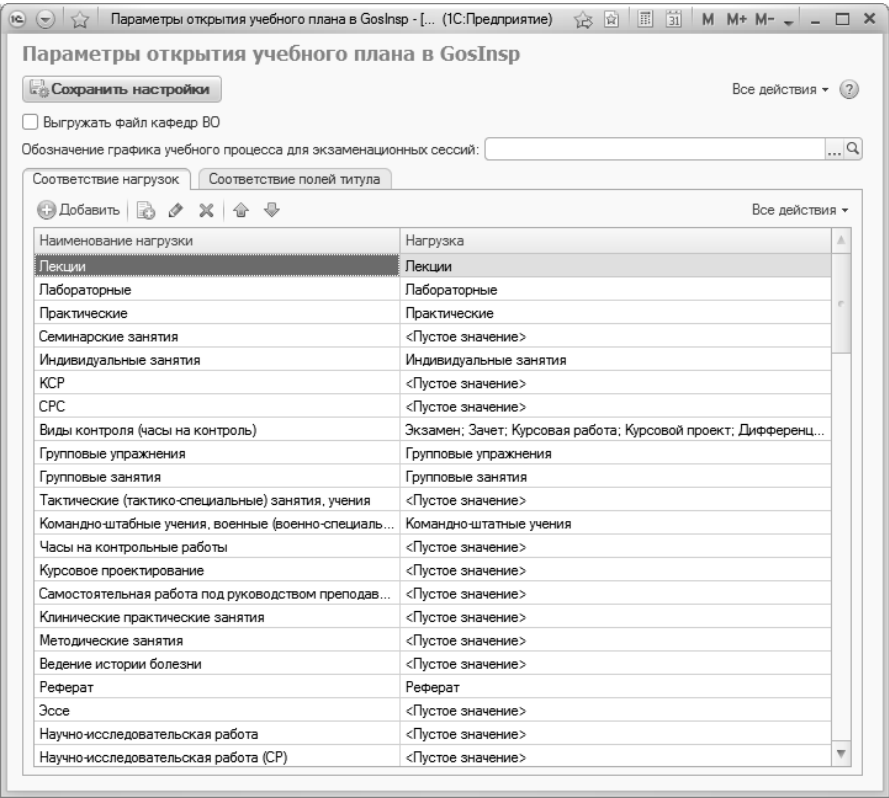 Параметры открытия учебного плана в GosInsp - [... (1С:Предприятие)
31 M M+ M-
Параметры открытия учебного плана в GosInsp
Сохранить настройки Все действия ?
Выгружать файл кафедр ВО
Обозначение графика учебного процесса для экзаменационных сессий: ...
Соответствие нагрузок Соответствие полей титула
Добавить Все действия
Наименование нагрузки Нагрузка
Лекции Лекции
Лабораторные Лабораторные
Практические Практические
Семинарские занятия <Пустое значение>
Индивидуальные занятия Индивидуальные занятия
КСР <Пустое значение>
СРС <Пустое значение>
Виды контроля (часы на контроль) Экзамен; Зачет; Курсовая работа; Курсовой проект; Дифференц...
Групповые упражнения Групповые упражнения
Групповые занятия Групповые занятия
Тактические (тактико-специальные) занятия, учения <Пустое значение>
Командно-штабные учения, военные (военно-специаль... Командно-штатные учения
Часы на контрольные работы <Пустое значение>
Курсовое проектирование <Пустое значение>
Самостоятельная работа под руководством преподав... <Пустое значение>
Клинические практические занятия <Пустое значение>
Методические занятия <Пустое значение>
Ведение истории болезни <Пустое значение>
Реферат Реферат
Эссе <Пустое значение>
Научно-исследовательская работа <Пустое значение>
Научно-исследовательская работа (СР) <Пустое значение>